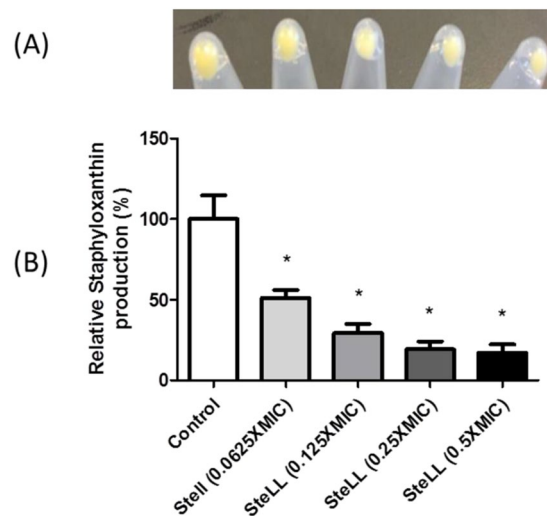 (A)
(B)
Relative Staphyloxanthin
production (%)
150
100
50
0
*
*
*
*
Control
Stell (0.0625XMIC)
SteLL (0.125XMIC)
SteLL (0.25XMIC)
SteLL (0.5XMIC)